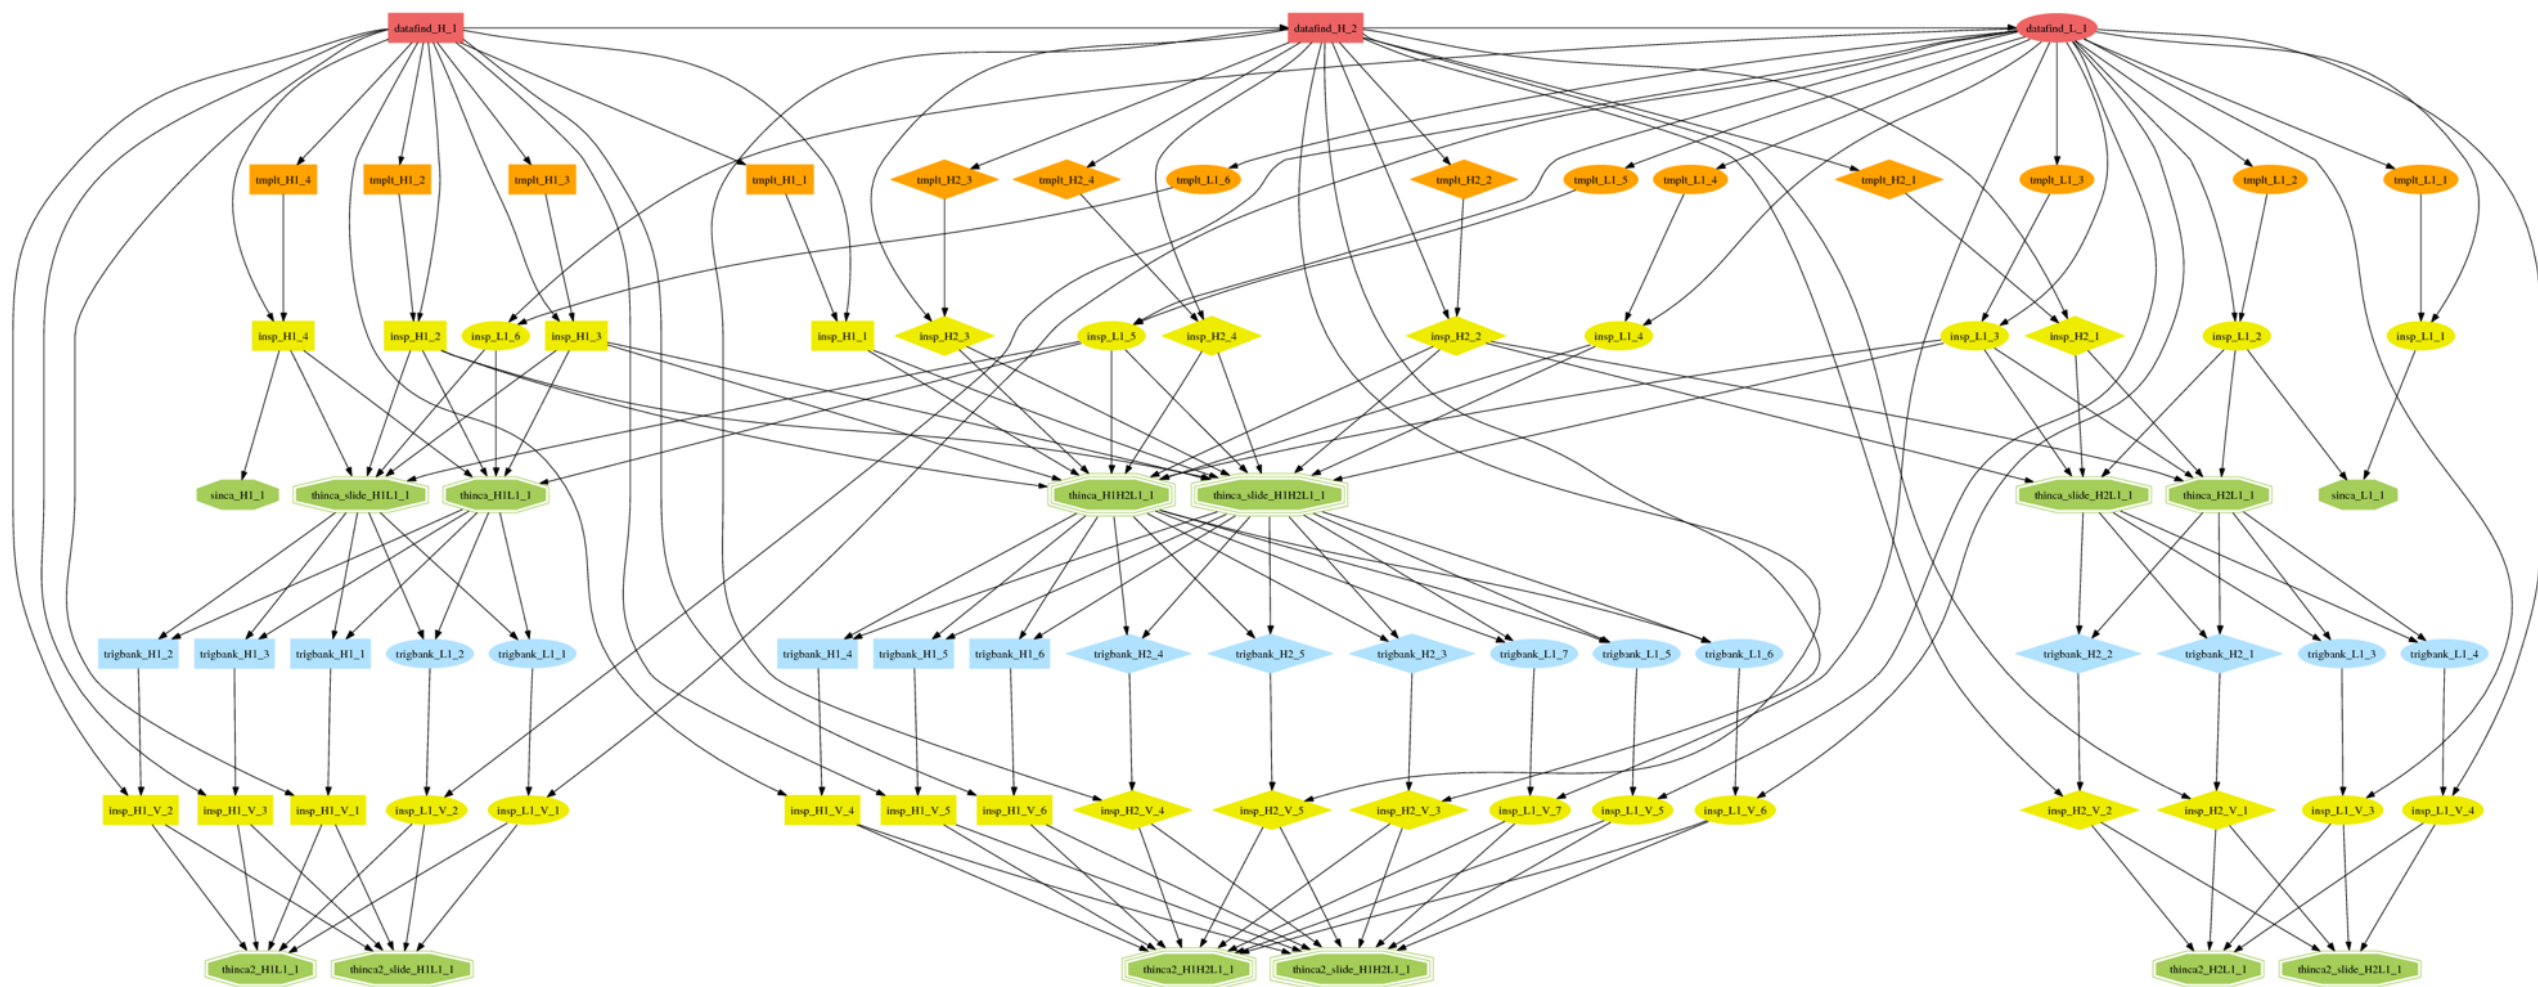 datafind_H_1
datafind_H_2
datafind_L_1
tmplt_H1_4
tmplt_H1_2
tmplt_H1_3
tmplt_H1_1
tmplt_H2_3
tmplt_H2_4
tmplt_L1_6
tmplt_H2_2
tmplt_L1_5
tmplt_L1_4
tmplt_H2_1
tmplt_L1_3
tmplt_L1_2
tmplt_L1_1
insp_H1_4
insp_H1_2
insp_L1_6
insp_H1_3
insp_H1_1
insp_H2_3
insp_L1_5
insp_H2_4
insp_H2_2
insp_L1_4
insp_L1_3
insp_H2_1
insp_L1_2
insp_L1_1
sinca_H1_1
thinca_slide_H1L1_1
thinca_H1L1_1
thinca_H1H2L1_1
thinca_slide_H1H2L1_1
thinca_slide_H2L1_1
thinca_H2L1_1
sinca_L1_1
trigbank_H1_2
trigbank_H1_3
trigbank_H1_1
trigbank_L1_2
trigbank_L1_1
trigbank_H1_4
trigbank_H1_5
trigbank_H1_6
trigbank_H2_4
trigbank_H2_5
trigbank_H2_3
trigbank_L1_7
trigbank_L1_5
trigbank_L1_6
trigbank_H2_2
trigbank_H2_1
trigbank_L1_3
trigbank_L1_4
insp_H1_V_2
insp_H1_V_3
insp_H1_V_1
insp_L1_V_2
insp_L1_V_1
insp_H1_V_4
insp_H1_V_5
insp_H1_V_6
insp_H2_V_4
insp_H2_V_5
insp_H2_V_3
insp_L1_V_7
insp_L1_V_5
insp_L1_V_6
insp_H2_V_2
insp_H2_V_1
insp_L1_V_3
insp_L1_V_4
thinca2_H1L1_1
thinca2_slide_H1L1_1
thinca2_H1H2L1_1
thinca2_slide_H1H2L1_1
thinca2_H2L1_1
thinca2_slide_H2L1_1